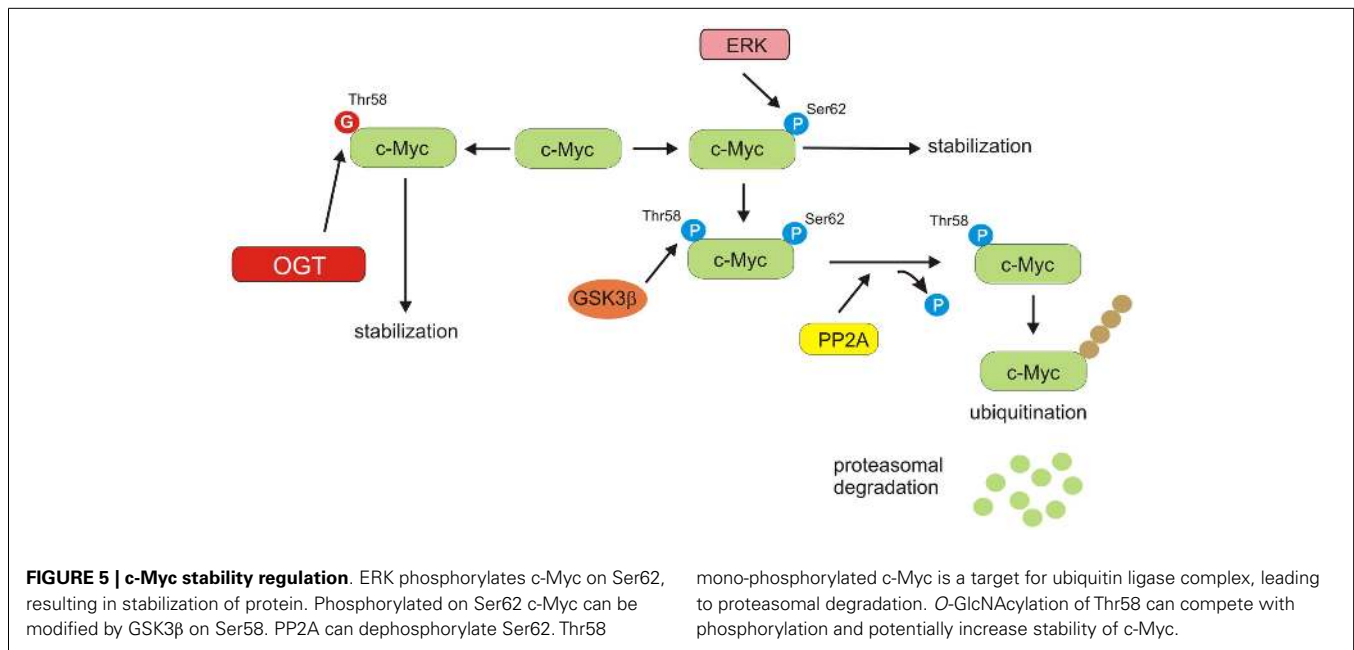 ERK
Thr58
Ser62
G
P
c-Myc
c-Myc
c-Myc
stabilization
Thr58
Ser62
Thr58
P
P
P
OGT
c-Myc
c-Myc
GSK3β
P
stabilization
PP2A
c-Myc
ubiquitination
proteasomal
degradation
FIGURE 5 | c-Myc stability regulation. ERK phosphorylates c-Myc on Ser62,
resulting in stabilization of protein. Phosphorylated on Ser62 c-Myc can be
modified by GSK3β on Ser58. PP2A can dephosphorylate Ser62. Thr58
mono-phosphorylated c-Myc is a target for ubiquitin ligase complex, leading
to proteasomal degradation. O-GlcNAcylation of Thr58 can compete with
phosphorylation and potentially increase stability of c-Myc.